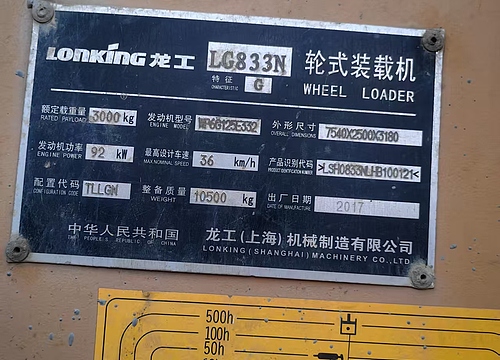 LONKING 龙工 LG833N 轮式装载机
特征 G WHEEL LOADER
CHARACTERISTIC
额定载重量 3000 kg 发动机型号 WP6G125E332 外形尺寸 7540X2500X3180
RATED PAYLOAD ENGINE MODEL OVERALL DIMENSIONS
发动机功率 92 kW 最高设计车速 36 km/h 产品识别代码
ENGINE POWER MAX NOMINAL SPEED PRODUCT IDENTIFICATION NUMBER
配置代码 TLLGN 整备质量 10500 kg 出厂日期 2017
CONFIGURATION CODE WEIGHT DATE OF MANUFACTURE
中华人民共和国 龙工(上海)机械制造有限公司
THE PEOPLE'S REPUBLIC OF CHINA LONKING(SHANGHAI)MACHINERY CO.,LTD
500h
100h
50h